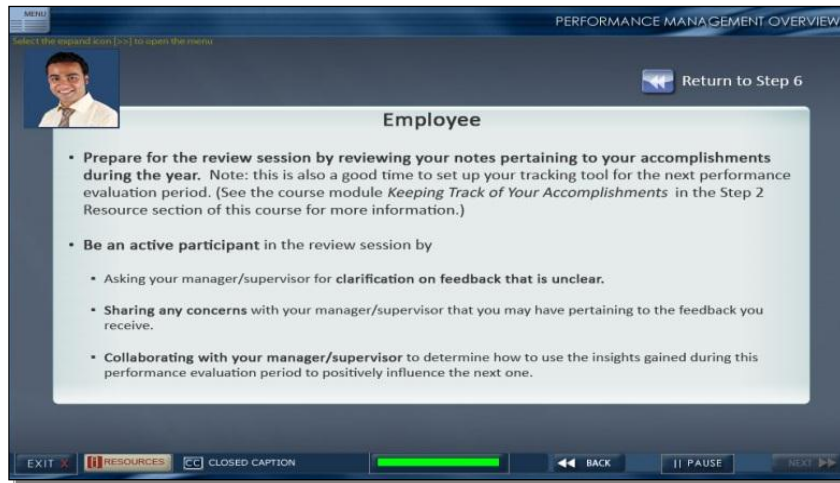 MENU
PERFORMANCE MANAGEMENT OVERVIEW
Select the expand icon [>>] to open the menu
Return to Step 6
Employee
• Prepare for the review session by reviewing your notes pertaining to your accomplishments
during the year. Note: this is also a good time to set up your tracking tool for the next performance
evaluation period. (See the course module Keeping Track of Your Accomplishments in the Step 2
Resource section of this course for more information.)
• Be an active participant in the review session by
▪ Asking your manager/supervisor for clarification on feedback that is unclear.
▪ Sharing any concerns with your manager/supervisor that you may have pertaining to the feedback you
receive.
▪ Collaborating with your manager/supervisor to determine how to use the insights gained during this
performance evaluation period to positively influence the next one.
EXIT X [i] RESOURCES CC CLOSED CAPTION BACK || PAUSE NEXT